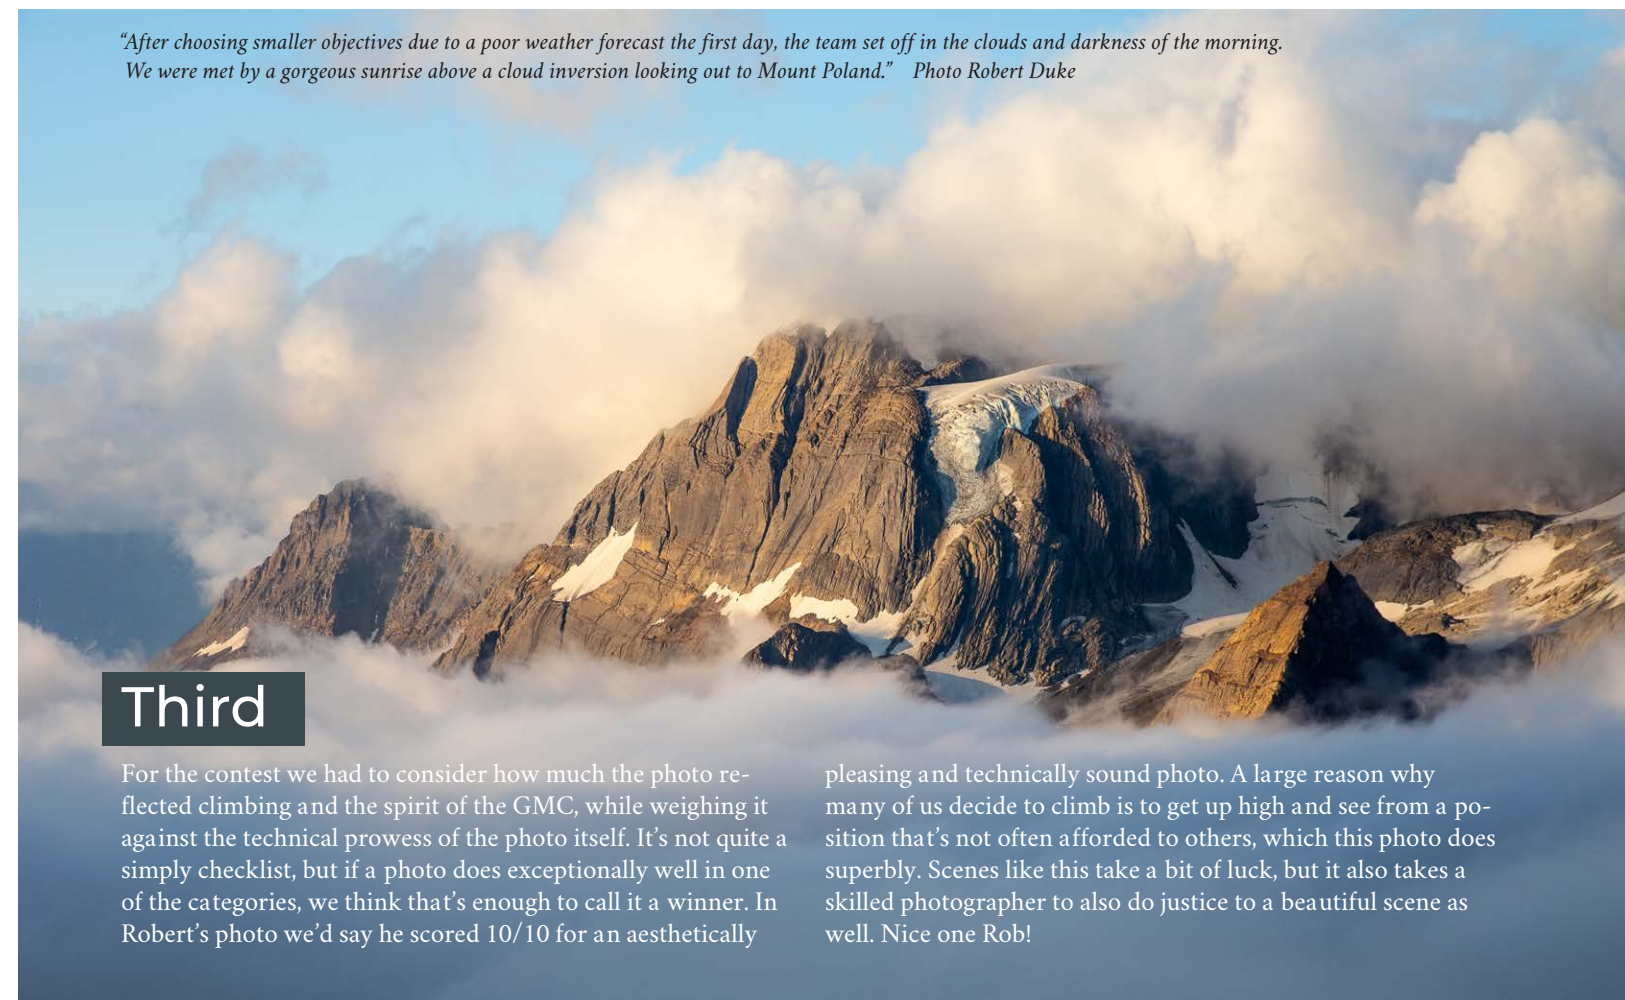 “After choosing smaller objectives due to a poor weather forecast the first day, the team set off in the clouds and darkness of the morning.
We were met by a gorgeous sunrise above a cloud inversion looking out to Mount Poland.” Photo Robert Duke
Third
For the contest we had to consider how much the photo re-
flected climbing and the spirit of the GMC, while weighing it
against the technical prowess of the photo itself. It’s not quite a
simply checklist, but if a photo does exceptionally well in one
of the categories, we think that’s enough to call it a winner. In
Robert’s photo we’d say he scored 10/10 for an aesthetically
pleasing and technically sound photo. A large reason why
many of us decide to climb is to get up high and see from a po-
sition that’s not often afforded to others, which this photo does
superbly. Scenes like this take a bit of luck, but it also takes a
skilled photographer to also do justice to a beautiful scene as
well. Nice one Rob!